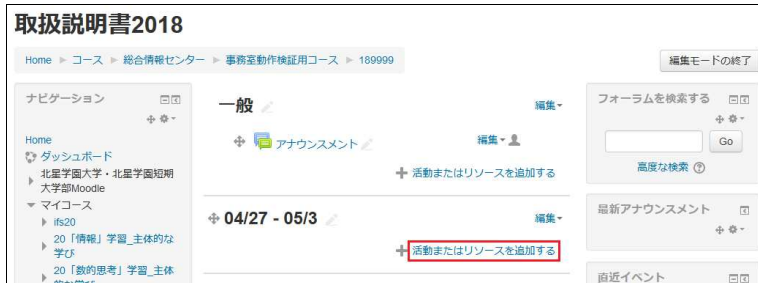 取扱説明書2018
Home ▶ コース ▶ 総合情報センター ▶ 事務室動作検証用コース ▶ 189999
編集モードの終了
ナビゲーション
Home
ダッシュボード
北星学園大学・北星学園短期
大学部Moodle
マイコース
ifs20
20「情報」学習_主体的な
学び
20「数的思考」学習_主体
一般
編集
アナウンスメント
編集
活動またはリソースを追加する
04/27 - 05/3
編集
活動またはリソースを追加する
フォーラムを検索する
Go
高度な検索
最新アナウンスメント
直近イベント